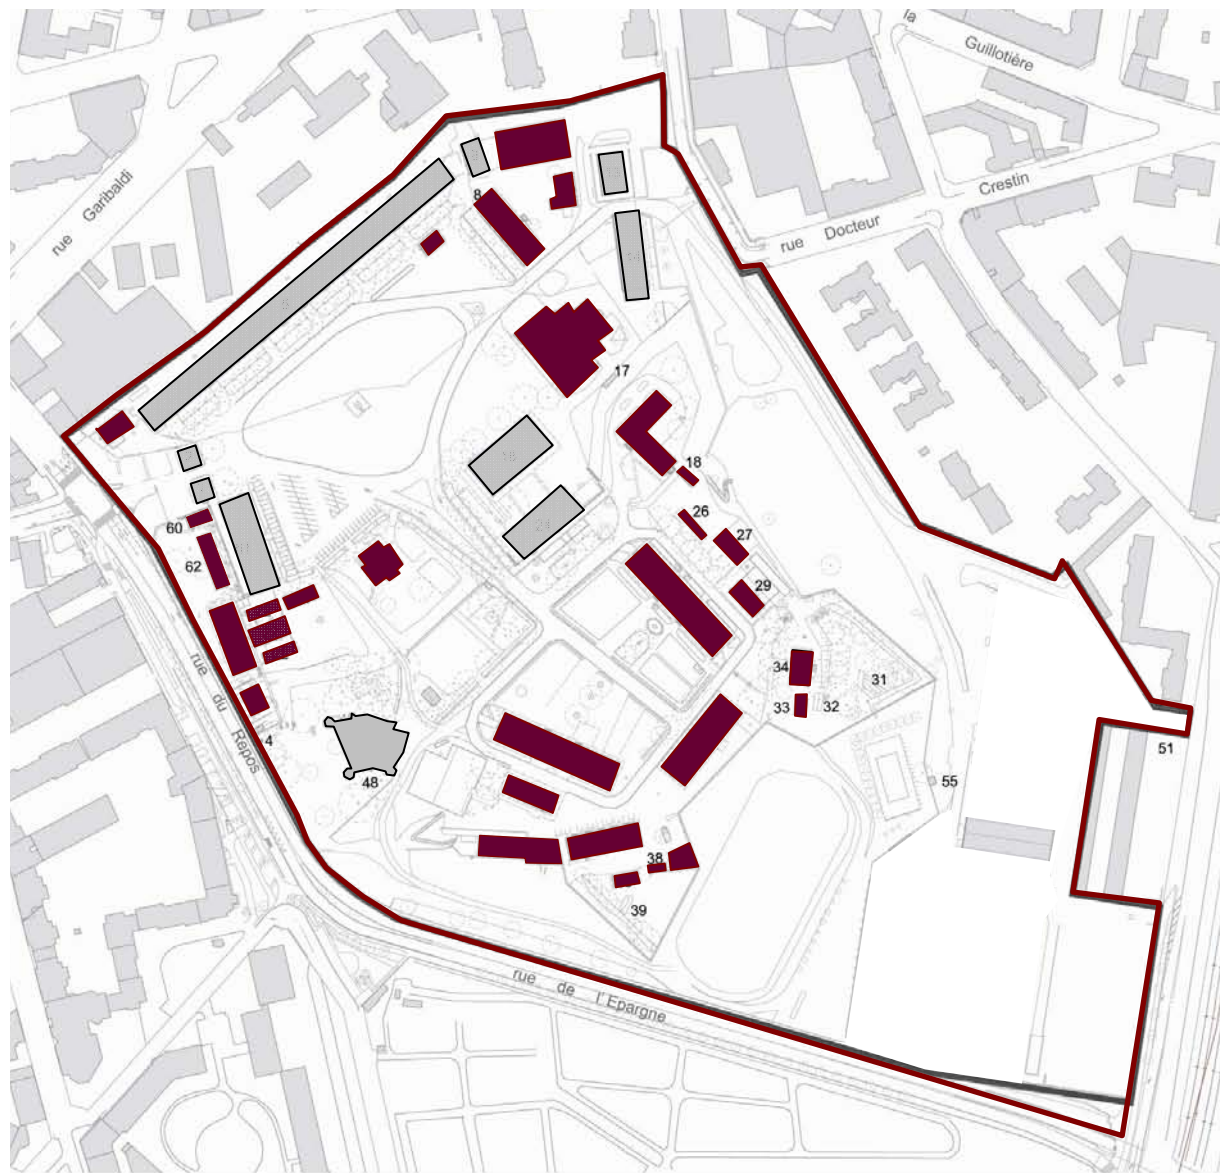 la
Guillotière
rue Garibaldi
Crestin
rue Docteur
8
17
18
26
27
29
60
62
34
31
33
32
4
51
48
55
38
39
rue du Repos
rue de l'Epargne